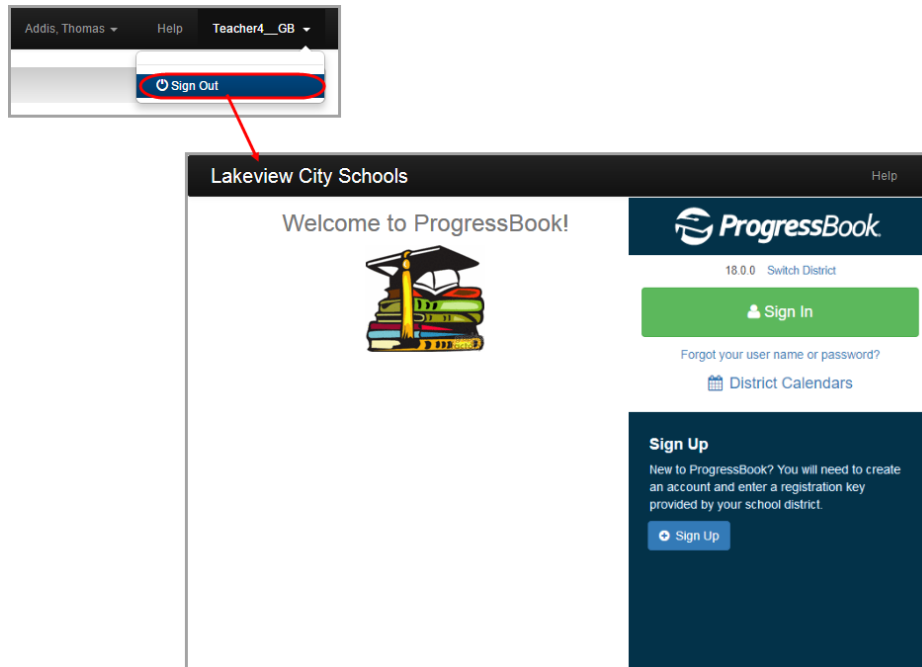 Addis, Thomas Help Teacher4__GB
Sign Out
Lakeview City Schools Help
Welcome to ProgressBook!
ProgressBook
18.0.0 Switch District
Sign In
Forgot your user name or password?
District Calendars
Sign Up
New to ProgressBook? You will need to create
an account and enter a registration key
provided by your school district.
Sign Up